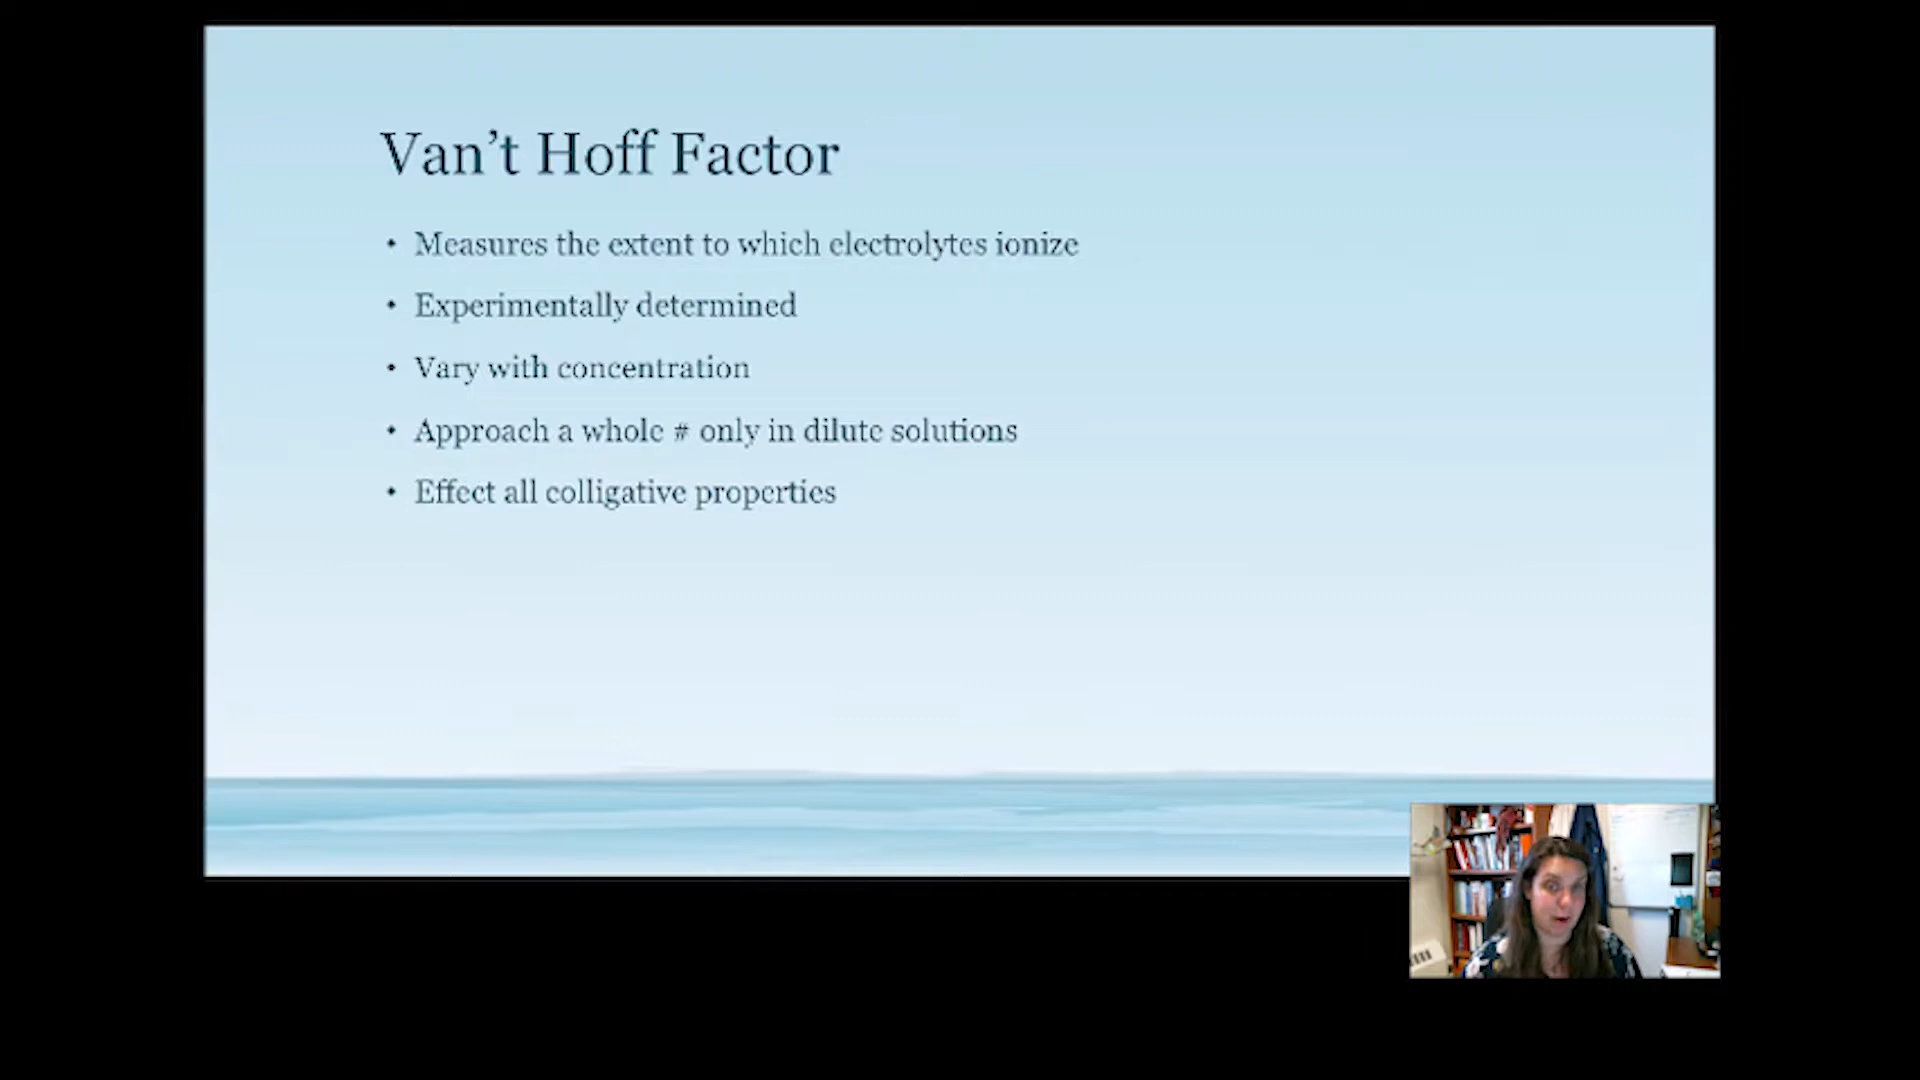 Van’t Hoff Factor
• Measures the extent to which electrolytes ionize
• Experimentally determined
• Vary with concentration
• Approach a whole # only in dilute solutions
• Effect all colligative properties